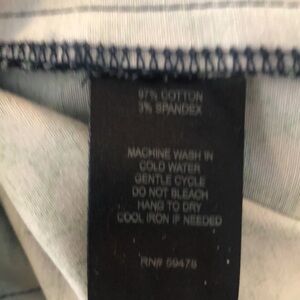 97% COTTON
3% SPANDEX
MACHINE WASH IN
COLD WATER
GENTLE CYCLE
DO NOT BLEACH
HANG TO DRY
COOL IRON IF NEEDED
RN# 59478